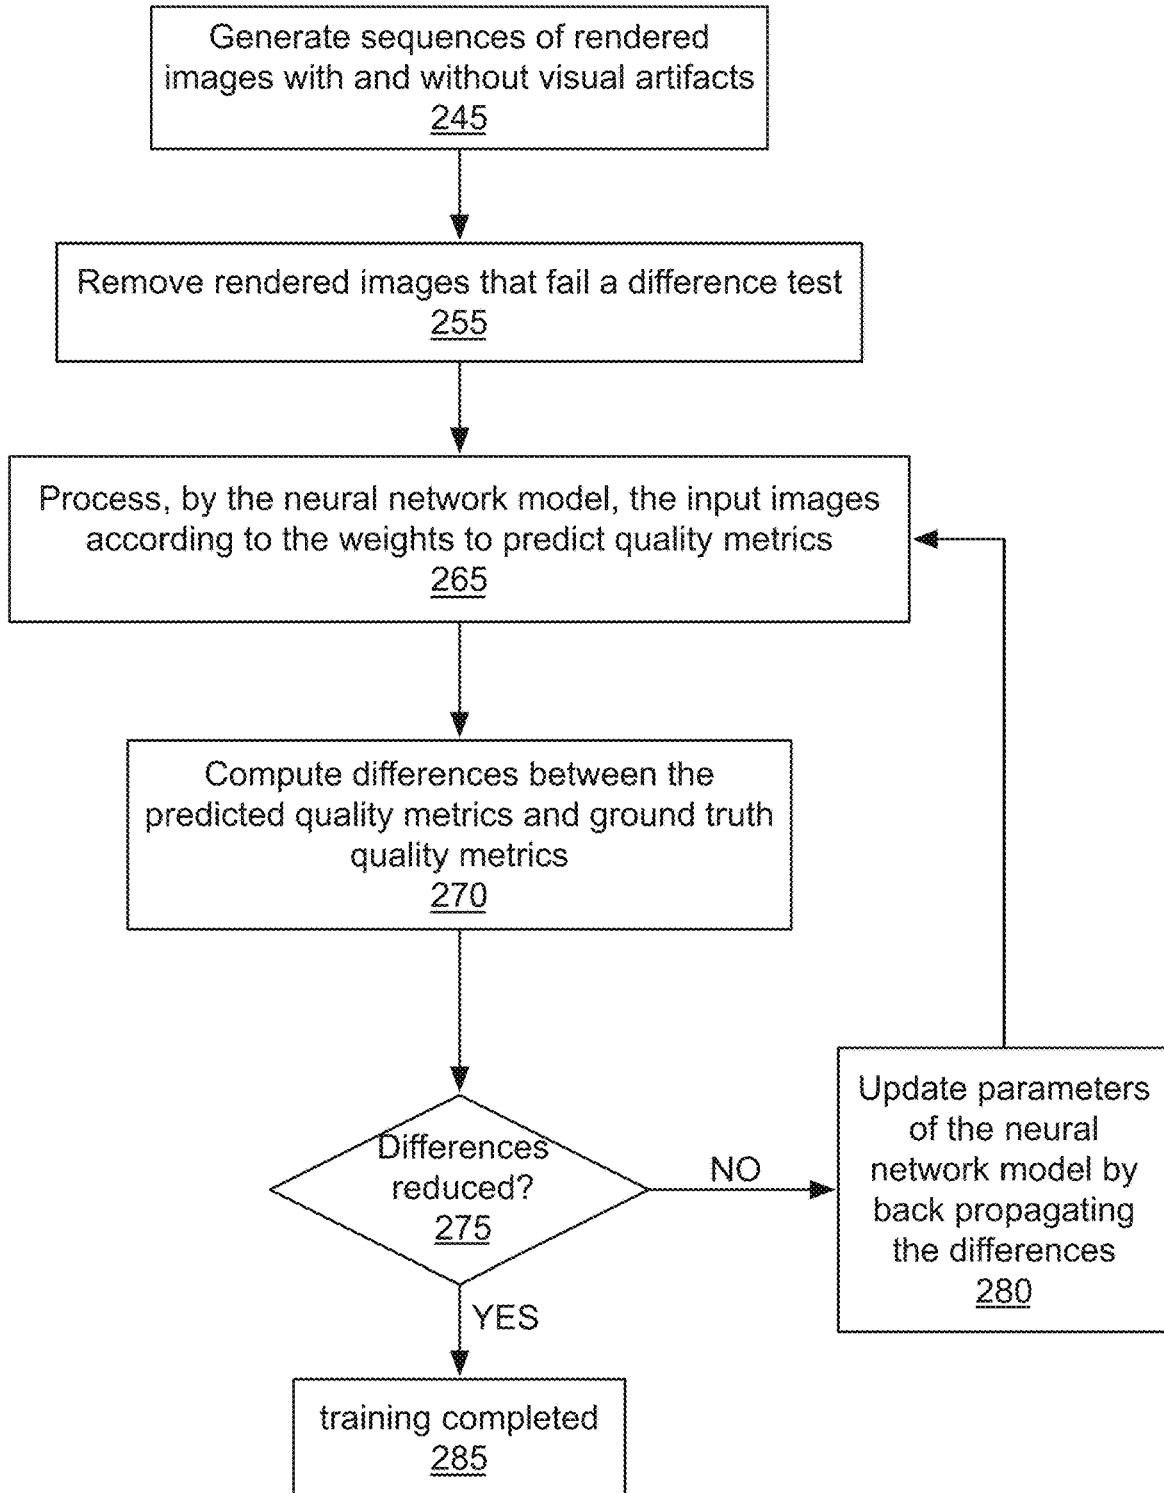 Generate sequences of rendered
images with and without visual artifacts
245
Remove rendered images that fail a difference test
255
Process, by the neural network model, the input images
according to the weights to predict quality metrics
265
Compute differences between the
predicted quality metrics and ground truth
quality metrics
270
Differences
reduced?
275
NO
Update parameters
of the neural
network model by
back propagating
the differences
280
YES
training completed
285